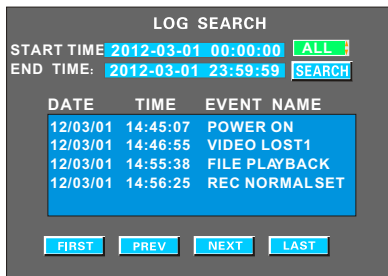 LOG SEARCH
START TIME 2012-03-01 00:00:00 ALL
END TIME: 2012-03-01 23:59:59 SEARCH
DATE TIME EVENT NAME
12/03/01 14:45:07 POWER ON
12/03/01 14:46:55 VIDEO LOST1
12/03/01 14:55:38 FILE PLAYBACK
12/03/01 14:56:25 REC NORMALSET
FIRST PREV NEXT LAST